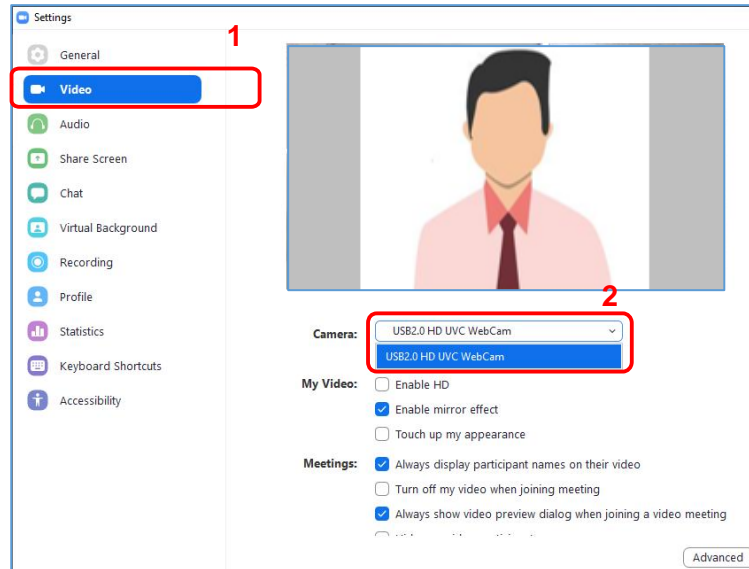 Settings
1
General
Video
Audio
Share Screen
Chat
Virtual Background
Recording
Profile
Statistics
Keyboard Shortcuts
Accessibility
2
Camera: USB2.0 HD UVC WebCam
USB2.0 HD UVC WebCam
My Video: Enable HD
Enable mirror effect
Touch up my appearance
Meetings: Always display participant names on their video
Turn off my video when joining meeting
Always show video preview dialog when joining a video meeting
Advanced